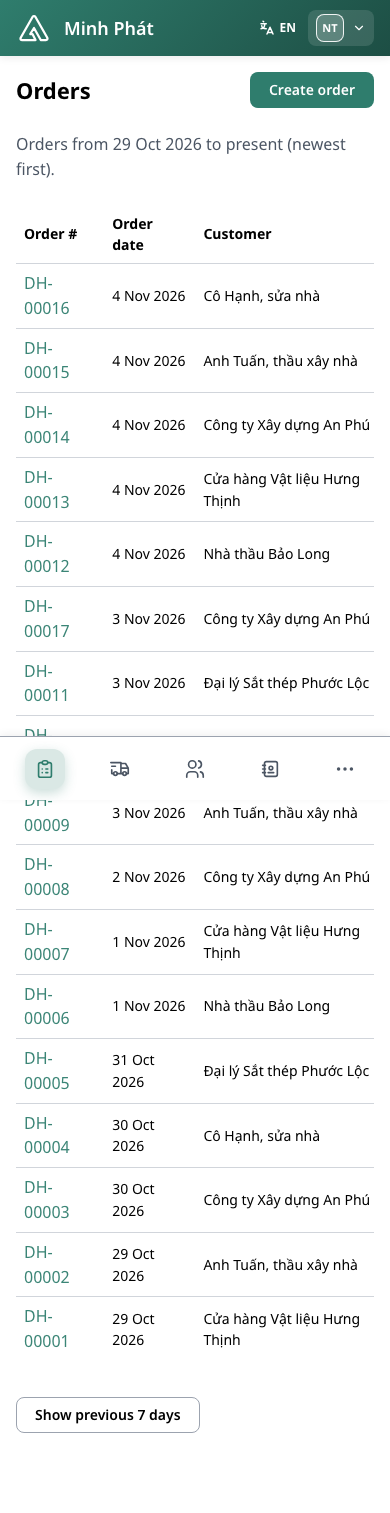 Minh Phát
EN
NT
Orders
Create order
Orders from 29 Oct 2026 to present (newest
first).
Order #
Order
date
Customer
DH-
00016
4 Nov 2026
Cô Hạnh, sửa nhà
DH-
00015
4 Nov 2026
Anh Tuấn, thầu xây nhà
DH-
00014
4 Nov 2026
Công ty Xây dựng An Phú
DH-
00013
4 Nov 2026
Cửa hàng Vật liệu Hưng
Thịnh
DH-
00012
4 Nov 2026
Nhà thầu Bảo Long
DH-
00017
3 Nov 2026
Công ty Xây dựng An Phú
DH-
00011
3 Nov 2026
Đại lý Sắt thép Phước Lộc
DH-
DH-
00009
3 Nov 2026
Anh Tuấn, thầu xây nhà
DH-
00008
2 Nov 2026
Công ty Xây dựng An Phú
DH-
00007
1 Nov 2026
Cửa hàng Vật liệu Hưng
Thịnh
DH-
00006
1 Nov 2026
Nhà thầu Bảo Long
DH-
00005
31 Oct
2026
Đại lý Sắt thép Phước Lộc
DH-
00004
30 Oct
2026
Cô Hạnh, sửa nhà
DH-
00003
30 Oct
2026
Công ty Xây dựng An Phú
DH-
00002
29 Oct
2026
Anh Tuấn, thầu xây nhà
DH-
00001
29 Oct
2026
Cửa hàng Vật liệu Hưng
Thịnh
Show previous 7 days